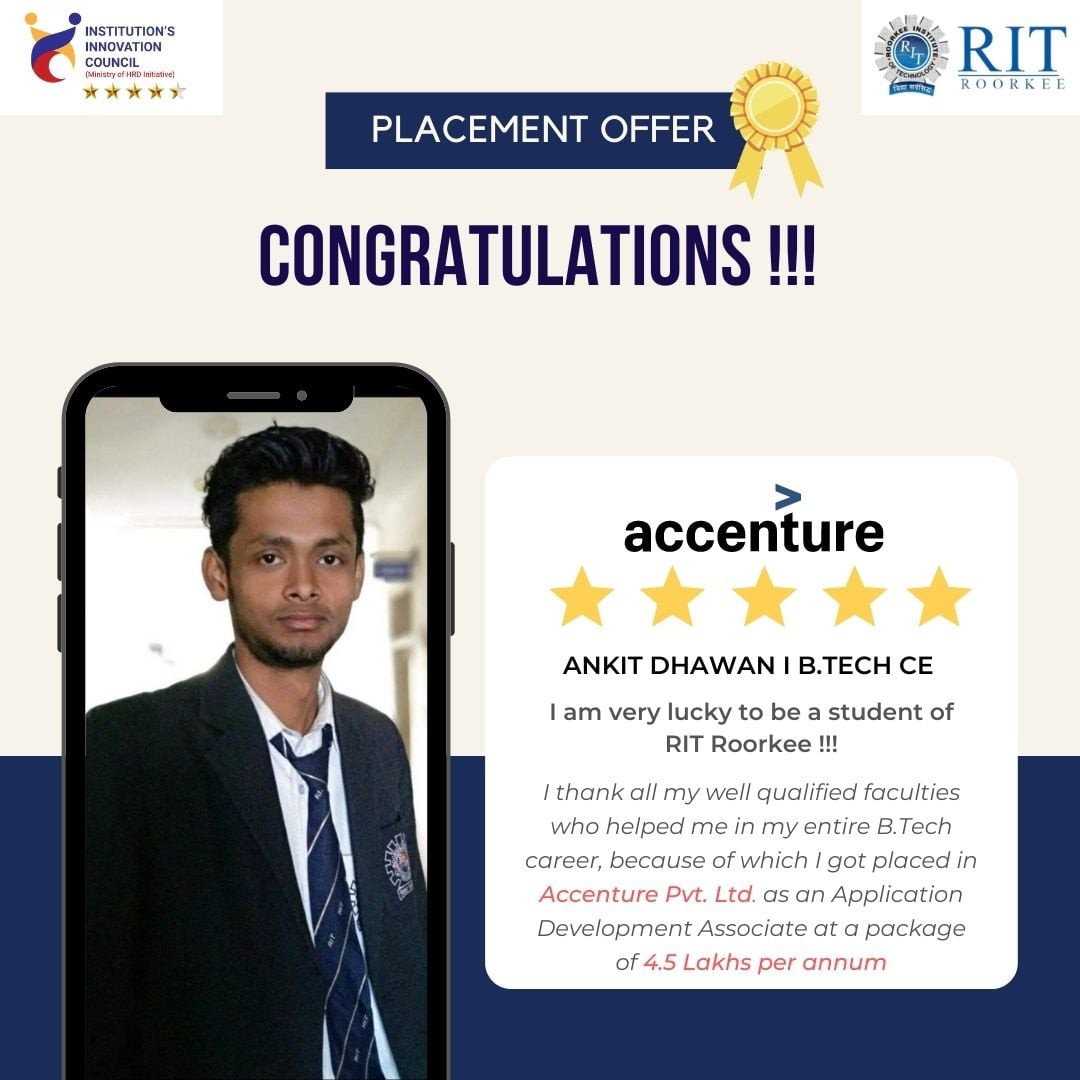 INSTITUTION'S
INNOVATION
COUNCIL
(Ministry of HRD Initiative)
ROORKEE INSTITUTE
OF TECHNOLOGY
RIT
RIT
ROORKEE
PLACEMENT OFFER
CONGRATULATIONS !!!
>
accenture
ANKIT DHAWAN I B.TECH CE
I am very lucky to be a student of
RIT Roorkee !!!
I thank all my well qualified faculties
who helped me in my entire B.Tech
career, because of which I got placed in
Accenture Pvt. Ltd. as an Application
Development Associate at a package
of 4.5 Lakhs per annum
RIT
RIT